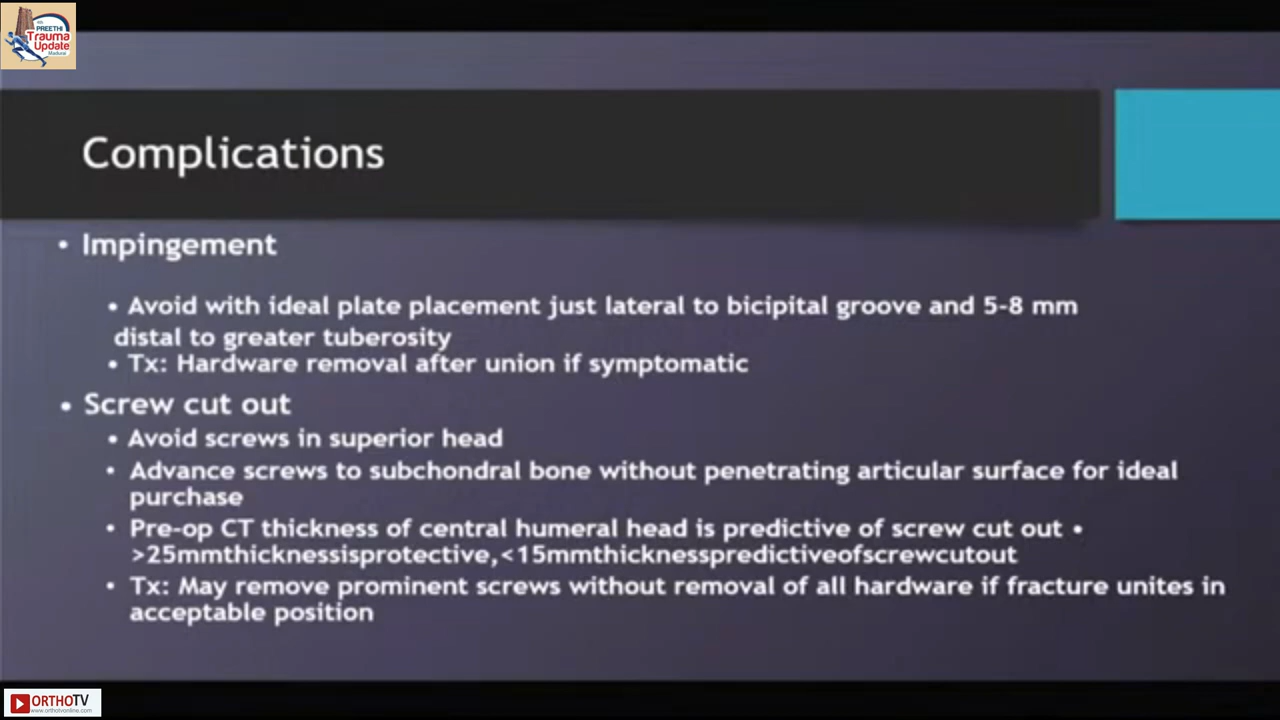 PREETHI
Trauma
Update
Madurai
Complications
• Impingement
• Avoid with ideal plate placement just lateral to bicipital groove and 5-8 mm
distal to greater tuberosity
• Tx: Hardware removal after union if symptomatic
• Screw cut out
• Avoid screws in superior head
• Advance screws to subchondral bone without penetrating articular surface for ideal
purchase
• Pre-op CT thickness of central humeral head is predictive of screw cut out •
>25mmthicknessisprotective,<15mmthicknesspredictiveofscrewcutout
• Tx: May remove prominent screws without removal of all hardware if fracture unites in
acceptable position
ORTHOTV
www.orthotvonline.com